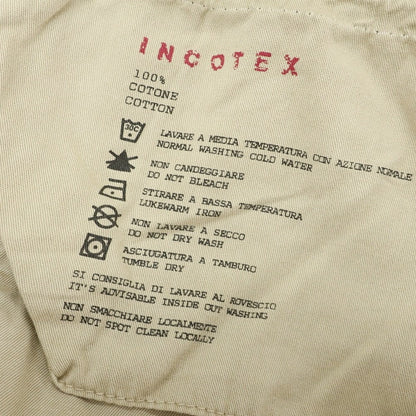 INCOTEX
100%
COTONE
COTTON
30C
LAVARE A MEDIA TEMPERATURA CON AZIONE NORMALE
NORMAL WASHING COLD WATER
NON CANDEGGIARE
DO NOT BLEACH
STIRARE A BASSA TEMPERATURA
LUKEWARM IRON
NON LAVARE A SECCO
DO NOT DRY WASH
ASCIUGATURA A TAMBURO
TUMBLE DRY
SI CONSIGLIA DI LAVARE AL ROVESCIO
IT'S ADVISABLE INSIDE OUT WASHING
NON SMACCHIARE LOCALMENTE
DO NOT SPOT CLEAN LOCALLY